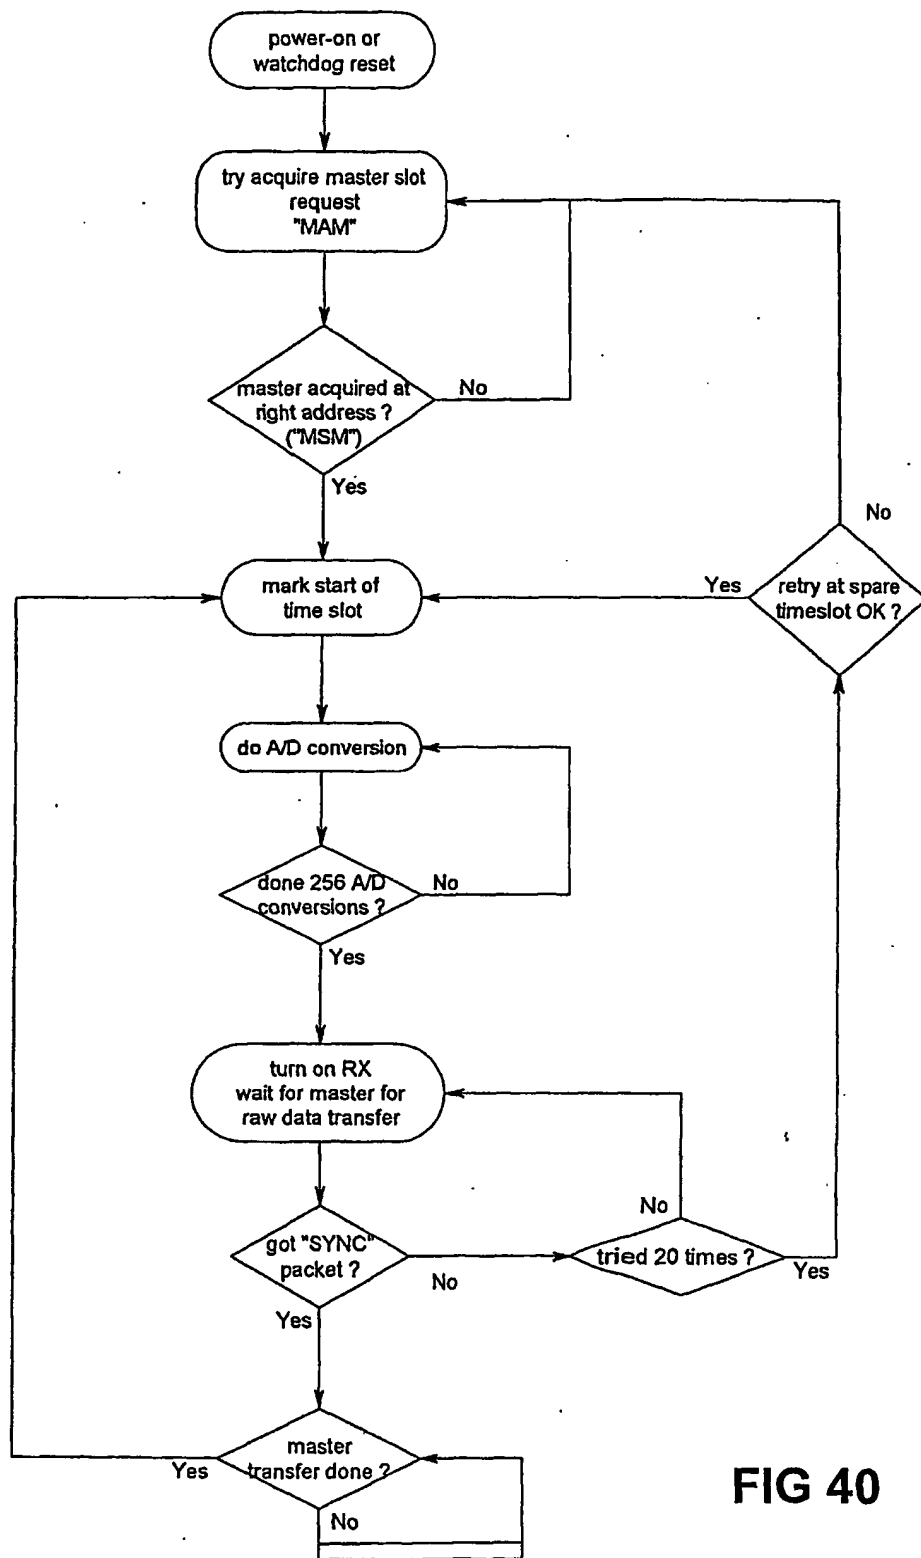 power-on or
watchdog reset
try acquire master slot
request
"MAM"
master acquired at
right address ?
("MSM")
No
Yes
mark start of
time slot
Yes
retry at spare
timeslot OK ?
No
do A/D conversion
done 256 A/D
conversions ?
No
Yes
turn on RX
wait for master for
raw data transfer
got "SYNC"
packet ?
No
Yes
tried 20 times ?
No
Yes
master
transfer done ?
Yes
No
FIG 40